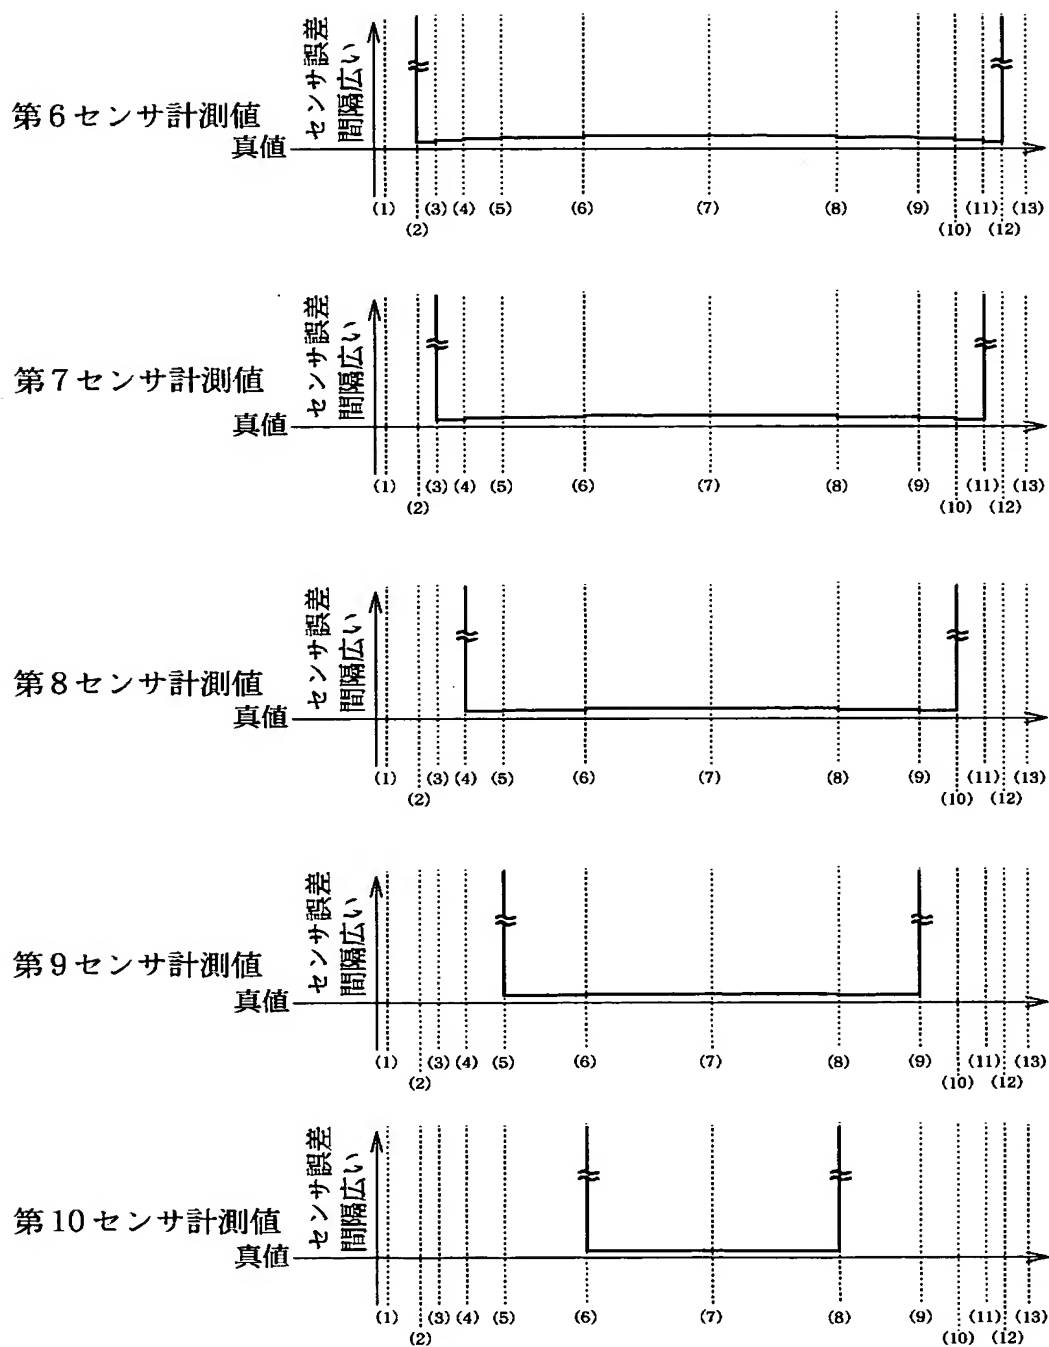 センサ誤差
間隔広い
第6センサ計測値
真値
(1) (3) (4) (5) (6) (7) (8) (9) (11) (13)
(2) (10) (12)
センサ誤差
間隔広い
第7センサ計測値
真値
(1) (3) (4) (5) (6) (7) (8) (9) (11) (13)
(2) (10) (12)
センサ誤差
間隔広い
第8センサ計測値
真値
(1) (3) (4) (5) (6) (7) (8) (9) (11) (13)
(2) (10) (12)
センサ誤差
間隔広い
第9センサ計測値
真値
(1) (3) (4) (5) (6) (7) (8) (9) (11) (13)
(2) (10) (12)
センサ誤差
間隔広い
第10センサ計測値
真値
(1) (3) (4) (5) (6) (7) (8) (9) (11) (13)
(2) (10) (12)